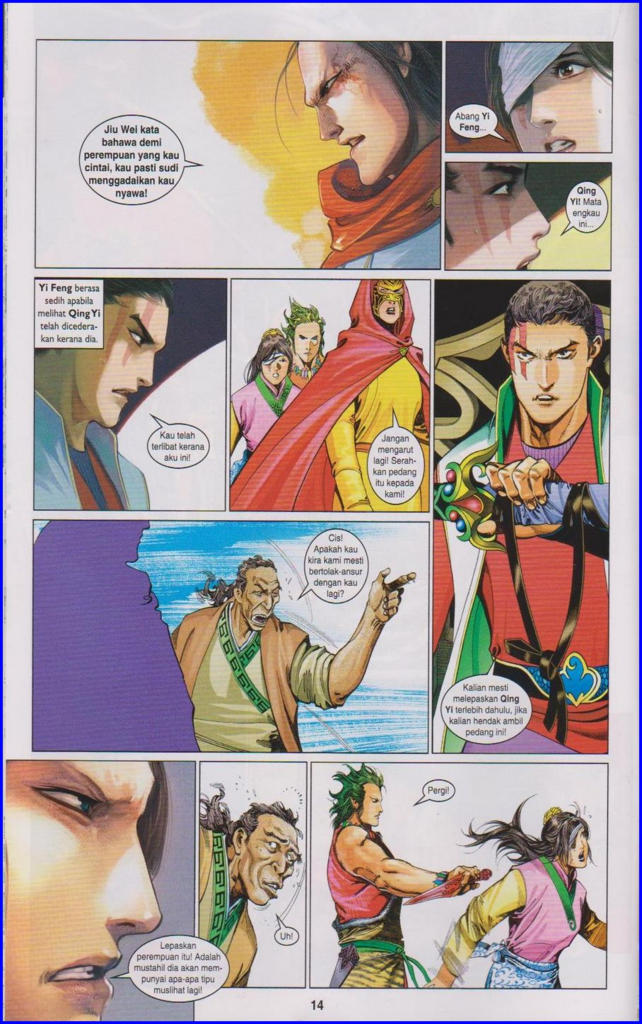 Jiu Wei kata
bahawa demi
perempuan yang kau
cintai, kau pasti sudi
menggadaikan kau
nyawa!
Abang Yi
Feng...
Qing
Yi! Mata
engkau
ini...
Yi Feng berasa
sedih apabila
melihat Qing Yi
telah dicedera-
kan kerana dia.
Kau telah
terlibat kerana
aku ini!
Jangan
mengarut
lagi! Serah-
kan pedang
itu kepada
kami!
Kalian mesti
melepaskan Qing
Yi terlebih dahulu, jika
kalian hendak ambil
pedang ini!
Cis!
Apakah kau
kira kami mesti
bertolak-ansur
dengan kau
lagi?
Lepaskan
perempuan itu! Adalah
mustahil dia akan mem-
punyai apa-apa tipu
muslihat lagi!
Uh!
Pergi!
14